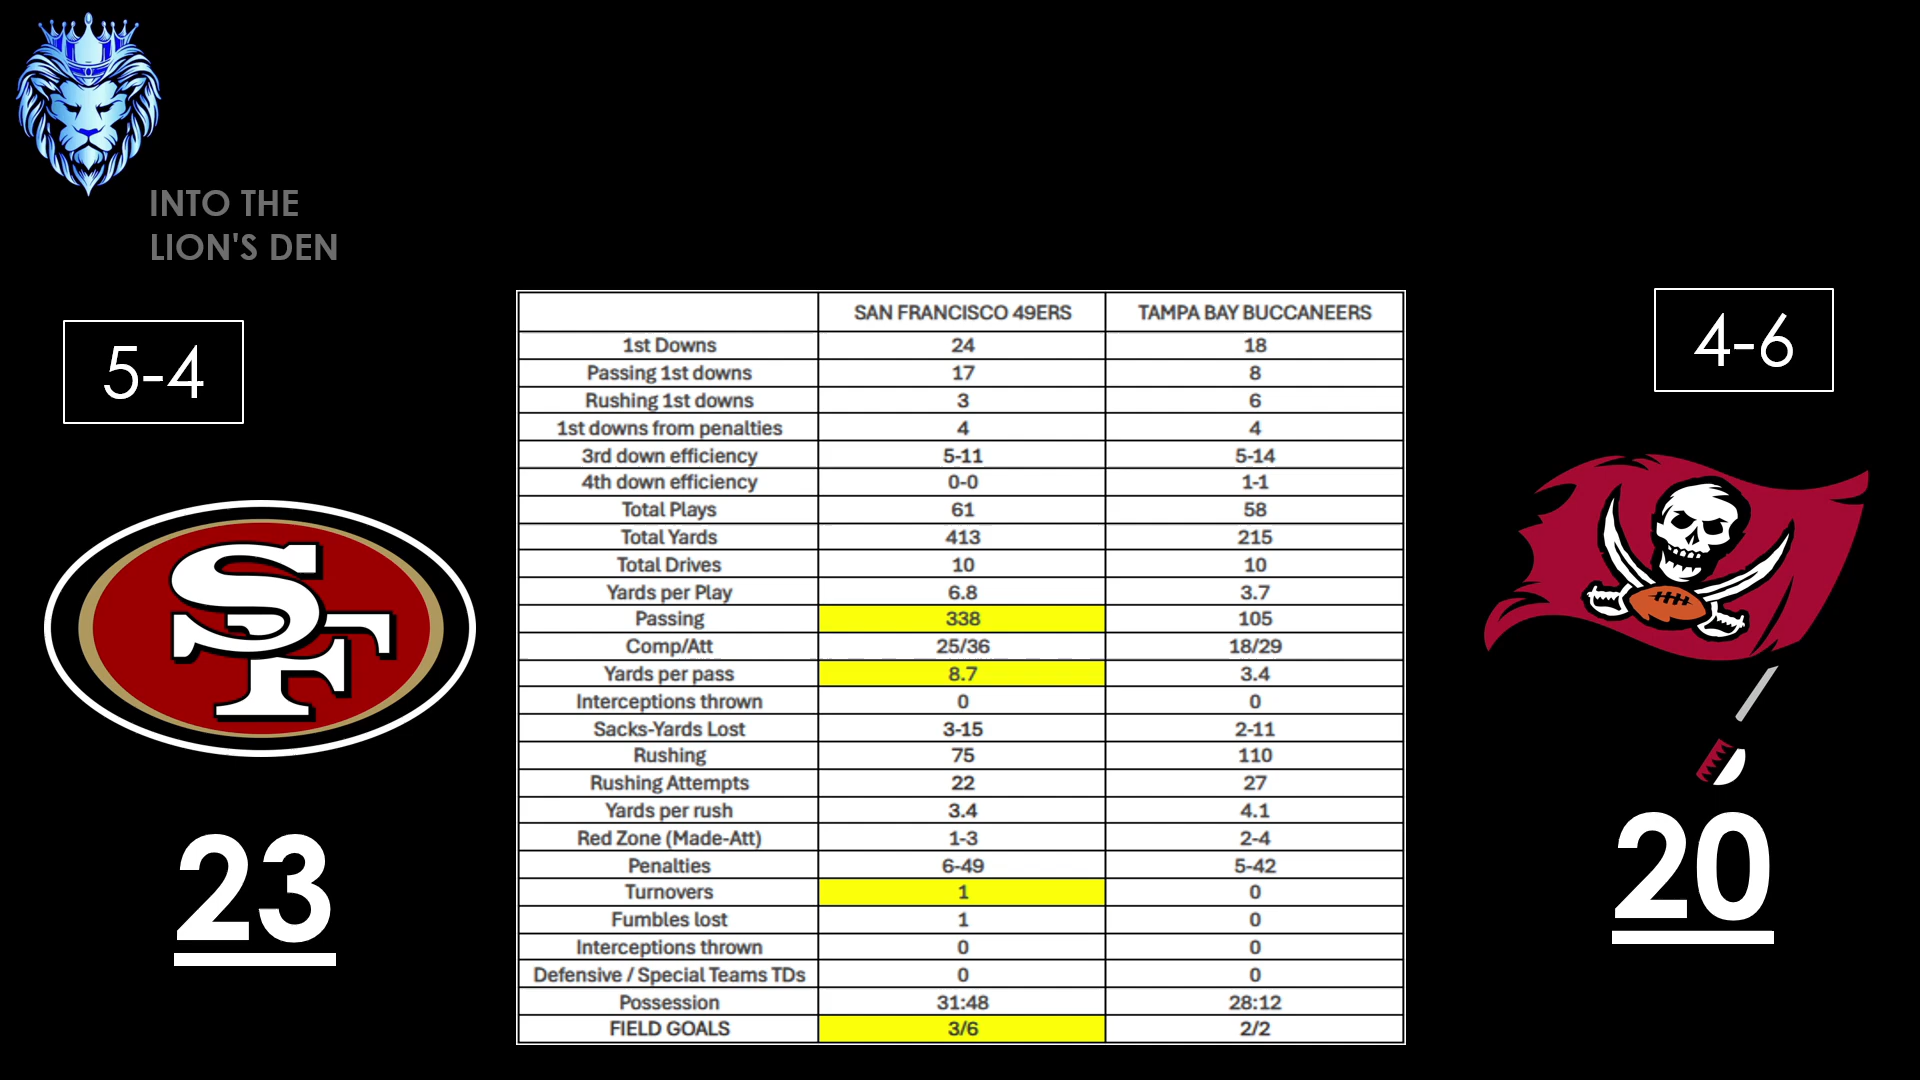 INTO THE
LION'S DEN
5-4
4-6
SAN FRANCISCO 49ERS TAMPA BAY BUCCANEERS
1st Downs 24 18
Passing 1st downs 17 8
Rushing 1st downs 3 6
1st downs from penalties 4 4
3rd down efficiency 5-11 5-14
4th down efficiency 0-0 1-1
Total Plays 61 58
Total Yards 413 215
Total Drives 10 10
Yards per Play 6.8 3.7
Passing 338 105
Comp/Att 25/36 18/29
Yards per pass 8.7 3.4
Interceptions thrown 0 0
Sacks-Yards Lost 3-15 2-11
Rushing 75 110
Rushing Attempts 22 27
Yards per rush 3.4 4.1
Red Zone (Made-Att) 1-3 2-4
Penalties 6-49 5-42
Turnovers 1 0
Fumbles lost 1 0
Interceptions thrown 0 0
Defensive / Special Teams TDs 0 0
Possession 31:48 28:12
FIELD GOALS 3/6 2/2
SF
23
20